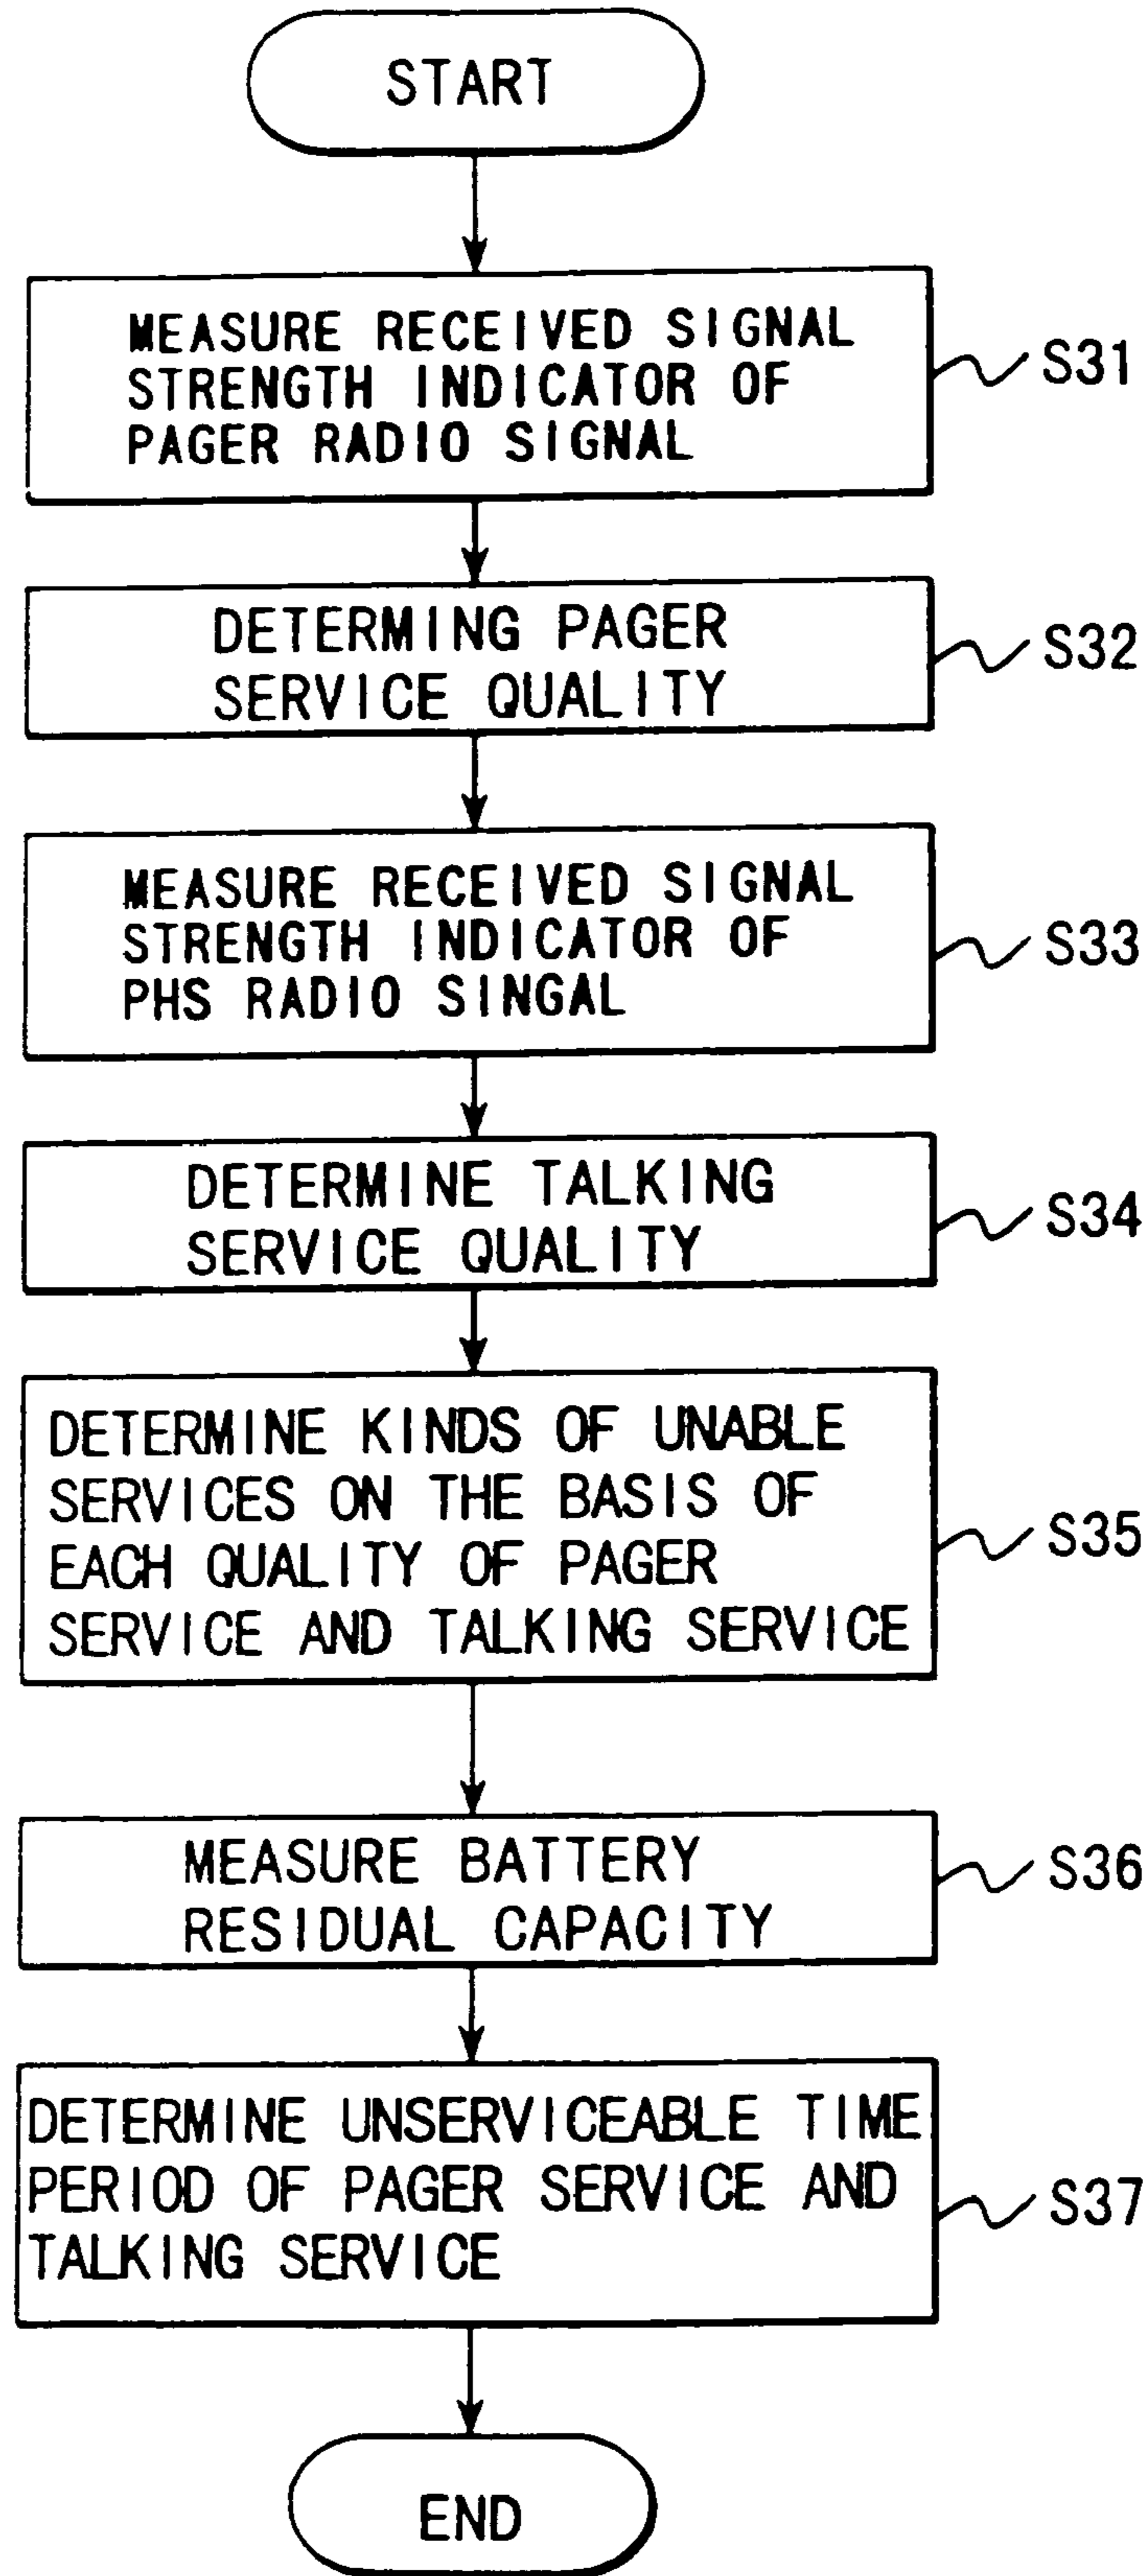 START
MEASURE RECEIVED SIGNAL
STRENGTH INDICATOR OF
PAGER RADIO SIGNAL
S31
DETERMING PAGER
SERVICE QUALITY
S32
MEASURE RECEIVED SIGNAL
STRENGTH INDICATOR OF
PHS RADIO SINGAL
S33
DETERMINE TALKING
SERVICE QUALITY
S34
DETERMINE KINDS OF UNABLE
SERVICES ON THE BASIS OF
EACH QUALITY OF PAGER
SERVICE AND TALKING SERVICE
S35
MEASURE BATTERY
RESIDUAL CAPACITY
S36
DETERMINE UNSERVICEABLE TIME
PERIOD OF PAGER SERVICE AND
TALKING SERVICE
S37
END